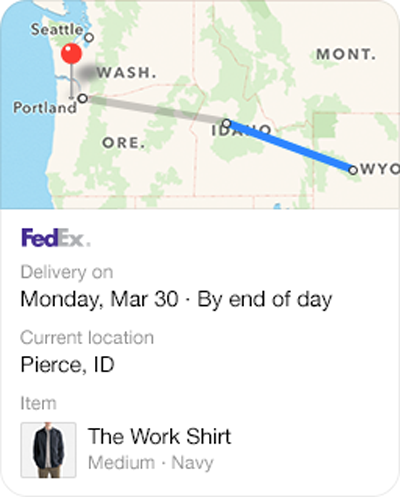 Seattle
WASH.
MONT.
Portland
IDAHO
ORE.
WYO
FedEx.
Delivery on
Monday, Mar 30 · By end of day
Current location
Pierce, ID
Item
The Work Shirt
Medium · Navy